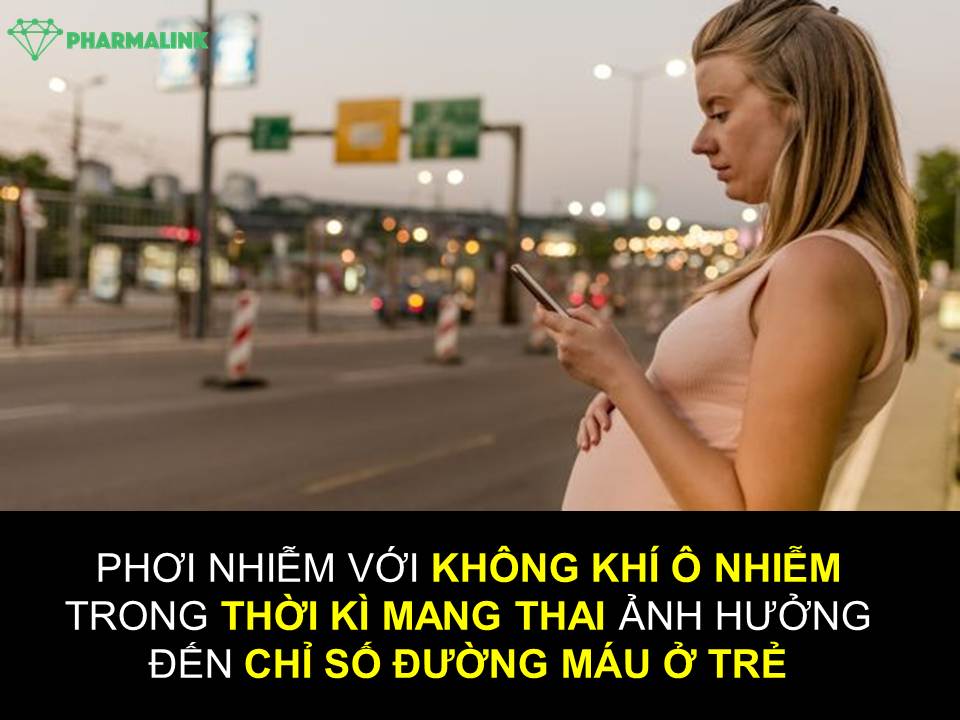 PHARMALINK
PHƠI NHIỄM VỚI KHÔNG KHÍ Ô NHIỄM
TRONG THỜI KÌ MANG THAI ẢNH HƯỞNG
ĐẾN CHỈ SỐ ĐƯỜNG MÁU Ở TRẺ